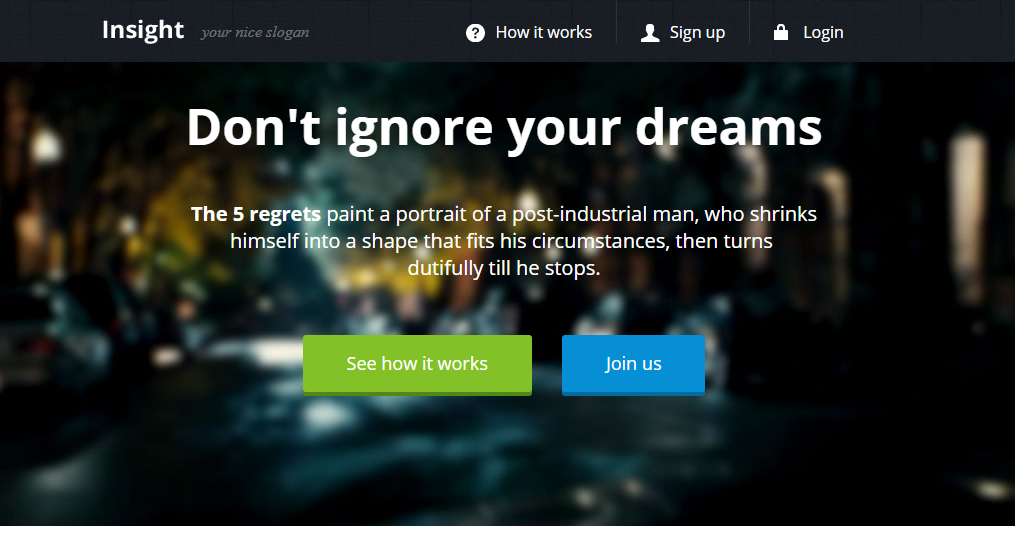 Insight your nice slogan How it works Sign up Login
Don't ignore your dreams
The 5 regrets paint a portrait of a post-industrial man, who shrinks
himself into a shape that fits his circumstances, then turns
dutifully till he stops.
See how it works Join us